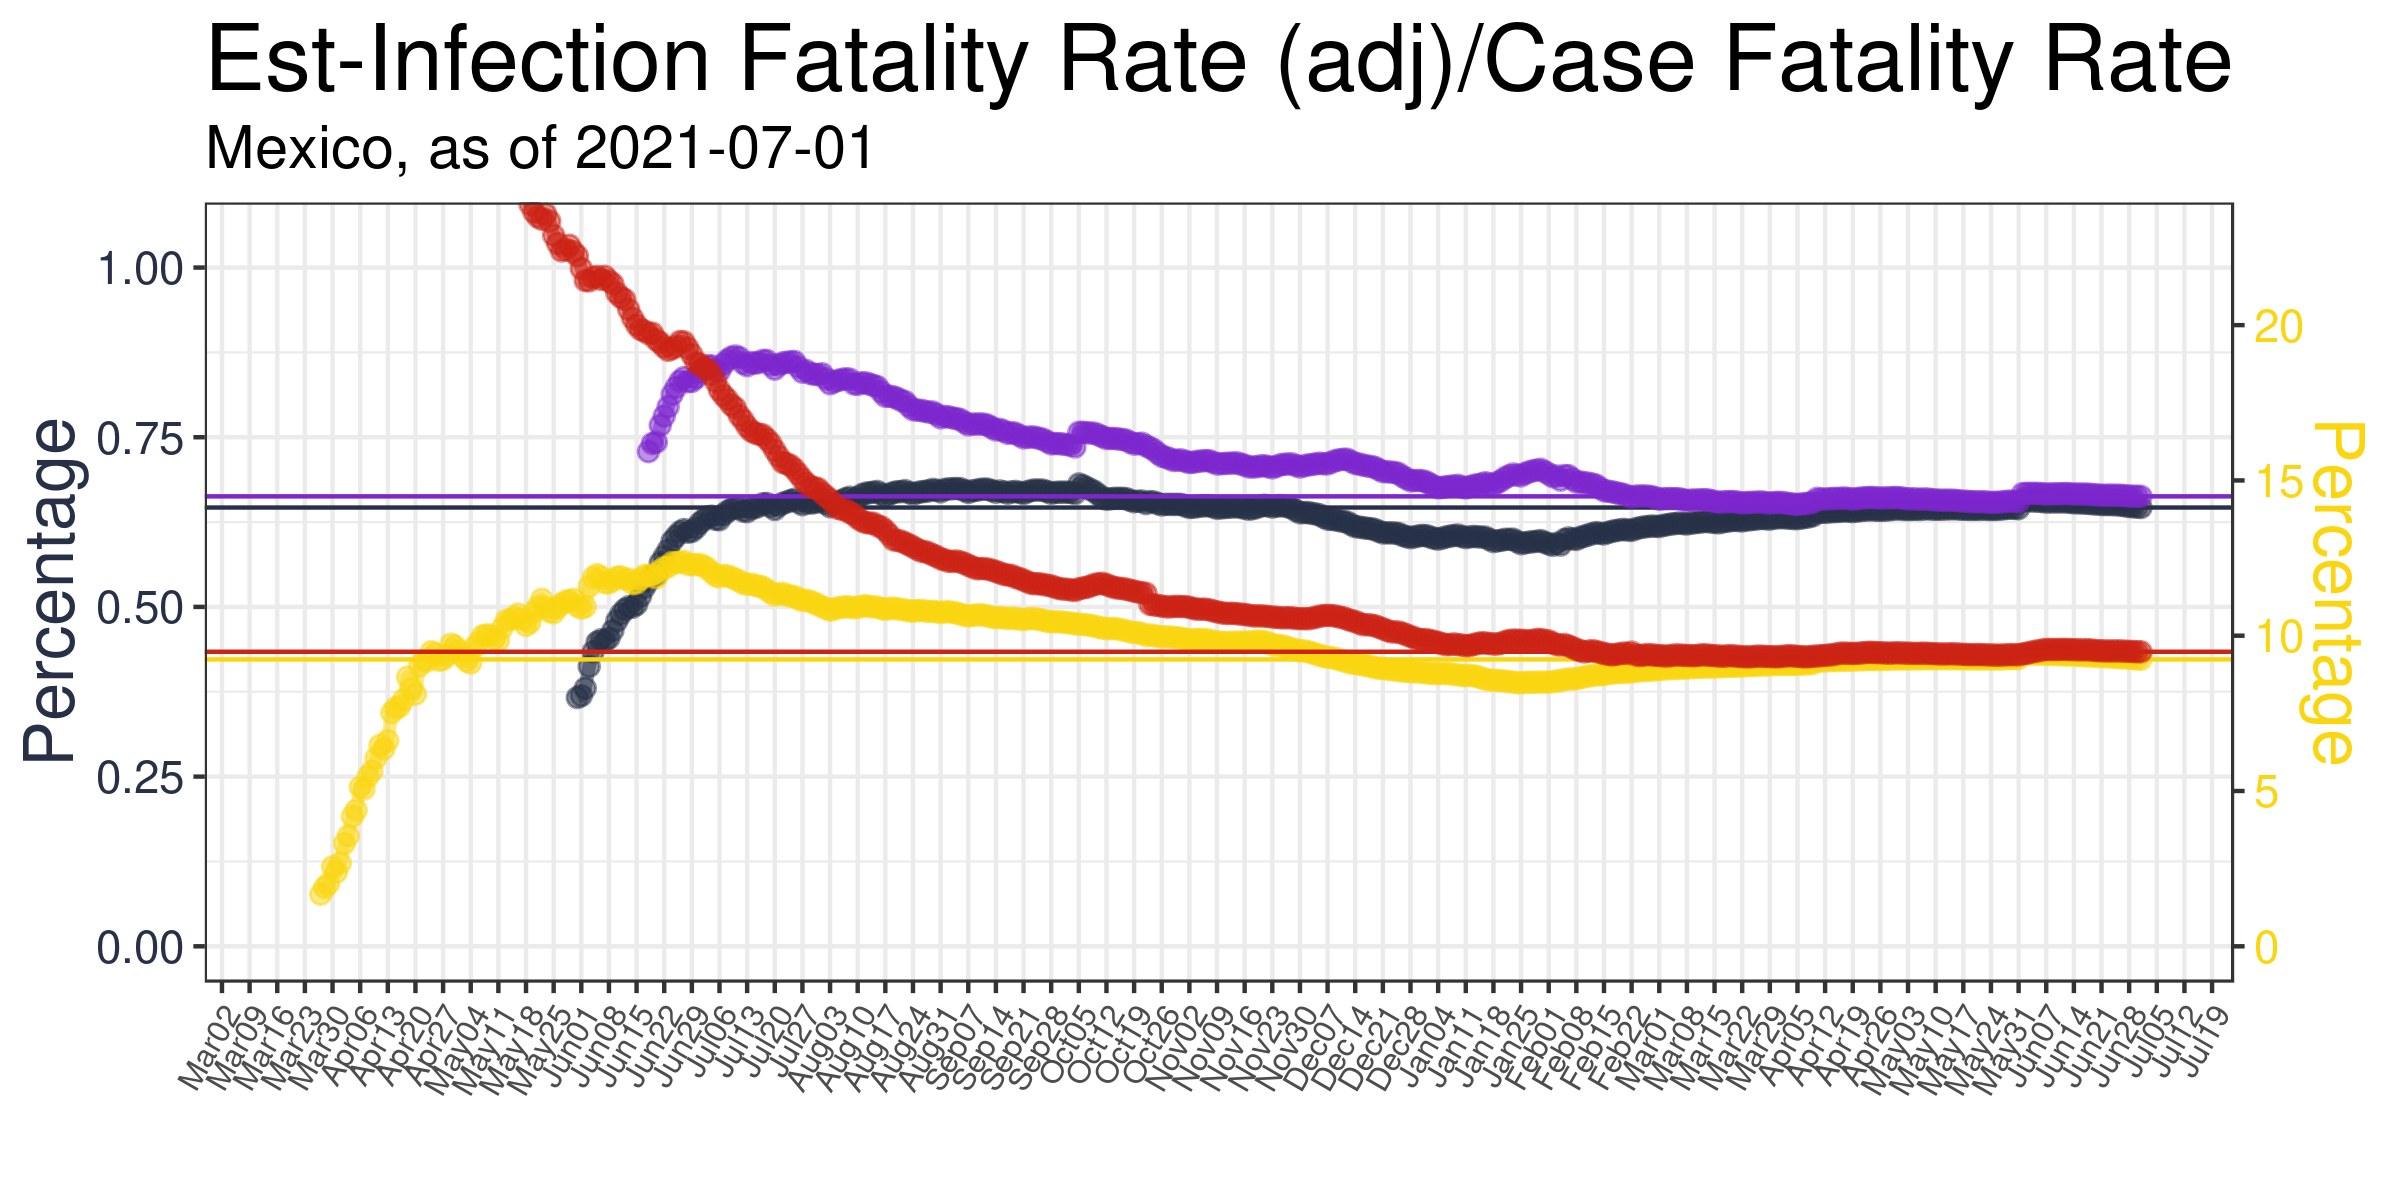 Est-Infection Fatality Rate (adj)/Case Fatality Rate
Mexico, as of 2021-07-01
Percentage
1.00
0.75
0.50
0.25
0.00
20
15
10
5
0
Percentage
Mar02
Mar09
Mar16
Mar23
Mar30
Apr06
Apr13
Apr20
Apr27
May04
May11
May18
May25
Jun01
Jun08
Jun15
Jun22
Jun29
Jul06
Jul13
Jul20
Jul27
Aug03
Aug10
Aug17
Aug24
Aug31
Sep07
Sep14
Sep21
Sep28
Oct05
Oct12
Oct19
Oct26
Nov02
Nov09
Nov16
Nov23
Nov30
Dec07
Dec14
Dec21
Dec28
Jan04
Jan11
Jan18
Jan25
Feb01
Feb08
Feb15
Feb22
Mar01
Mar08
Mar15
Mar22
Mar29
Apr05
Apr12
Apr19
Apr26
May03
May10
May17
May24
May31
Jun07
Jun14
Jun21
Jun28
Jul05
Jul12
Jul19